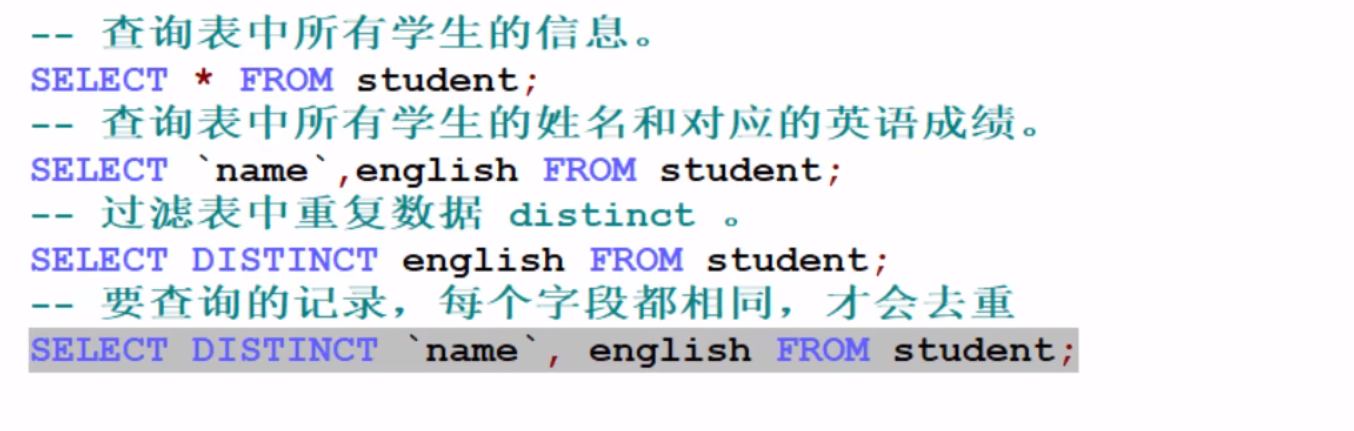 -- 查询表中所有学生的信息。
SELECT * FROM student;
-- 查询表中所有学生的姓名和对应的英语成绩。
SELECT `name`,english FROM student;
-- 过滤表中重复数据 distinct 。
SELECT DISTINCT english FROM student;
-- 要查询的记录，每个字段都相同，才会去重
SELECT DISTINCT `name`, english FROM student;